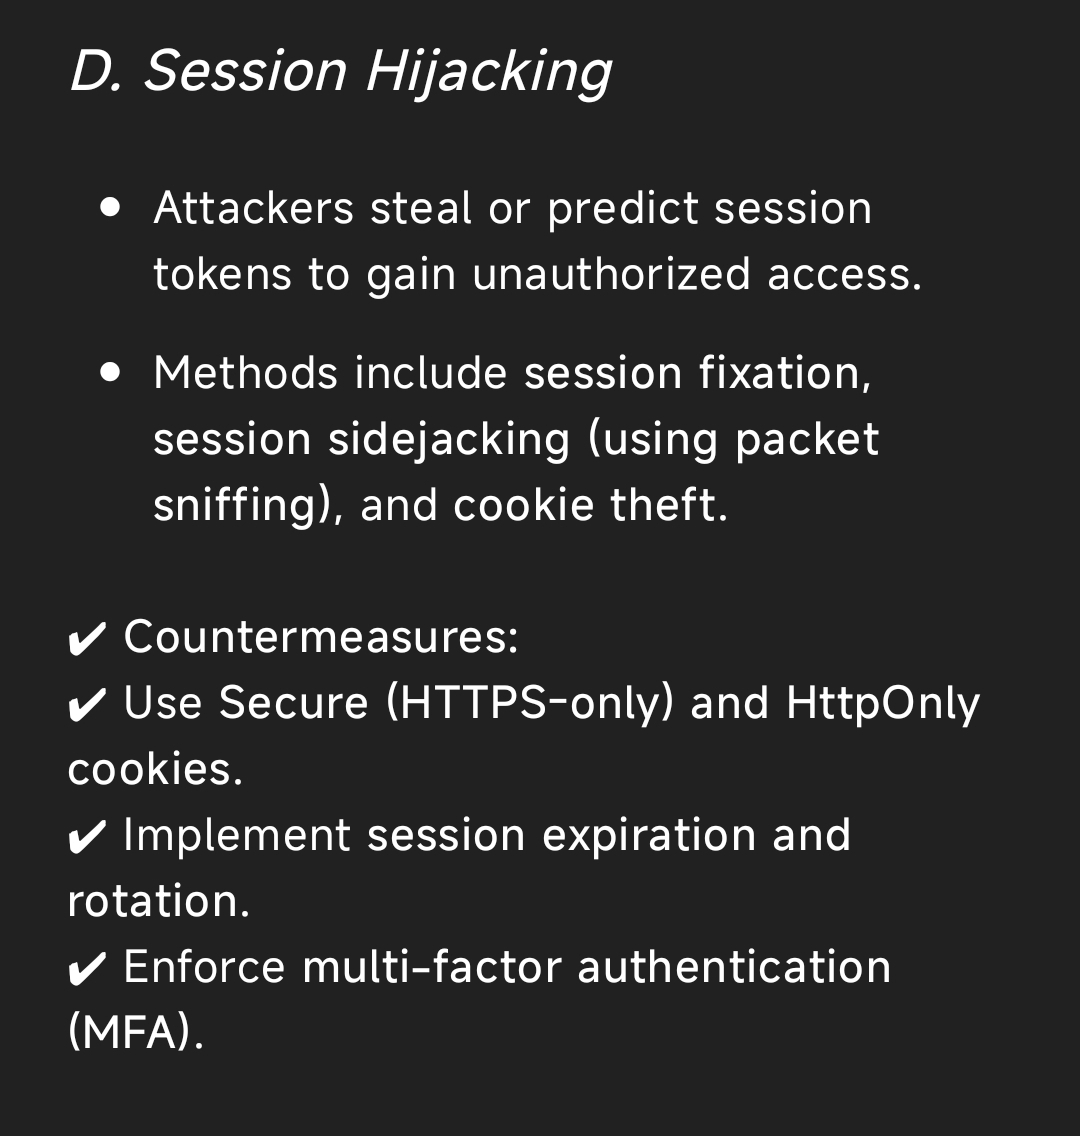 D. Session Hijacking
• Attackers steal or predict session
tokens to gain unauthorized access.
• Methods include session fixation,
session sidejacking (using packet
sniffing), and cookie theft.
✔ Countermeasures:
✔ Use Secure (HTTPS-only) and HttpOnly
cookies.
✔ Implement session expiration and
rotation.
✔ Enforce multi-factor authentication
(MFA).